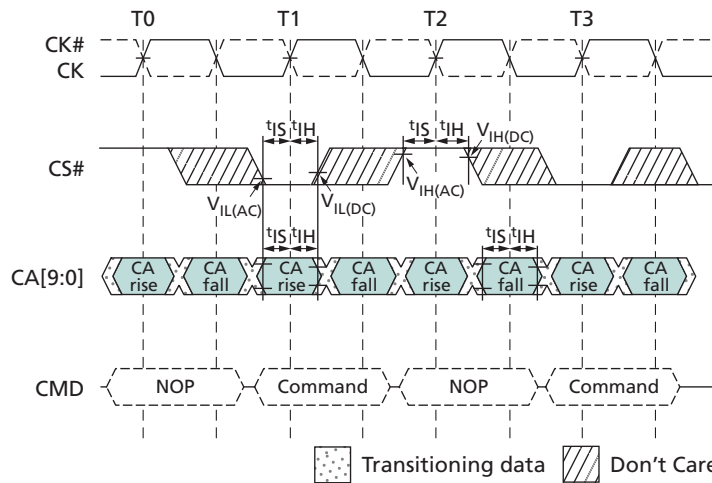 T0 T1 T2 T3
CK#
CK
tIS tIH tIS tIH VIH(DC)
CS#
VIL(AC) VIL(DC) VIH(AC)
tIS tIH tIS tIH
CA[9:0] CA rise CA fall CA rise CA fall CA rise CA fall CA rise CA fall
CMD NOP Command NOP Command
Transitioning data Don't Care